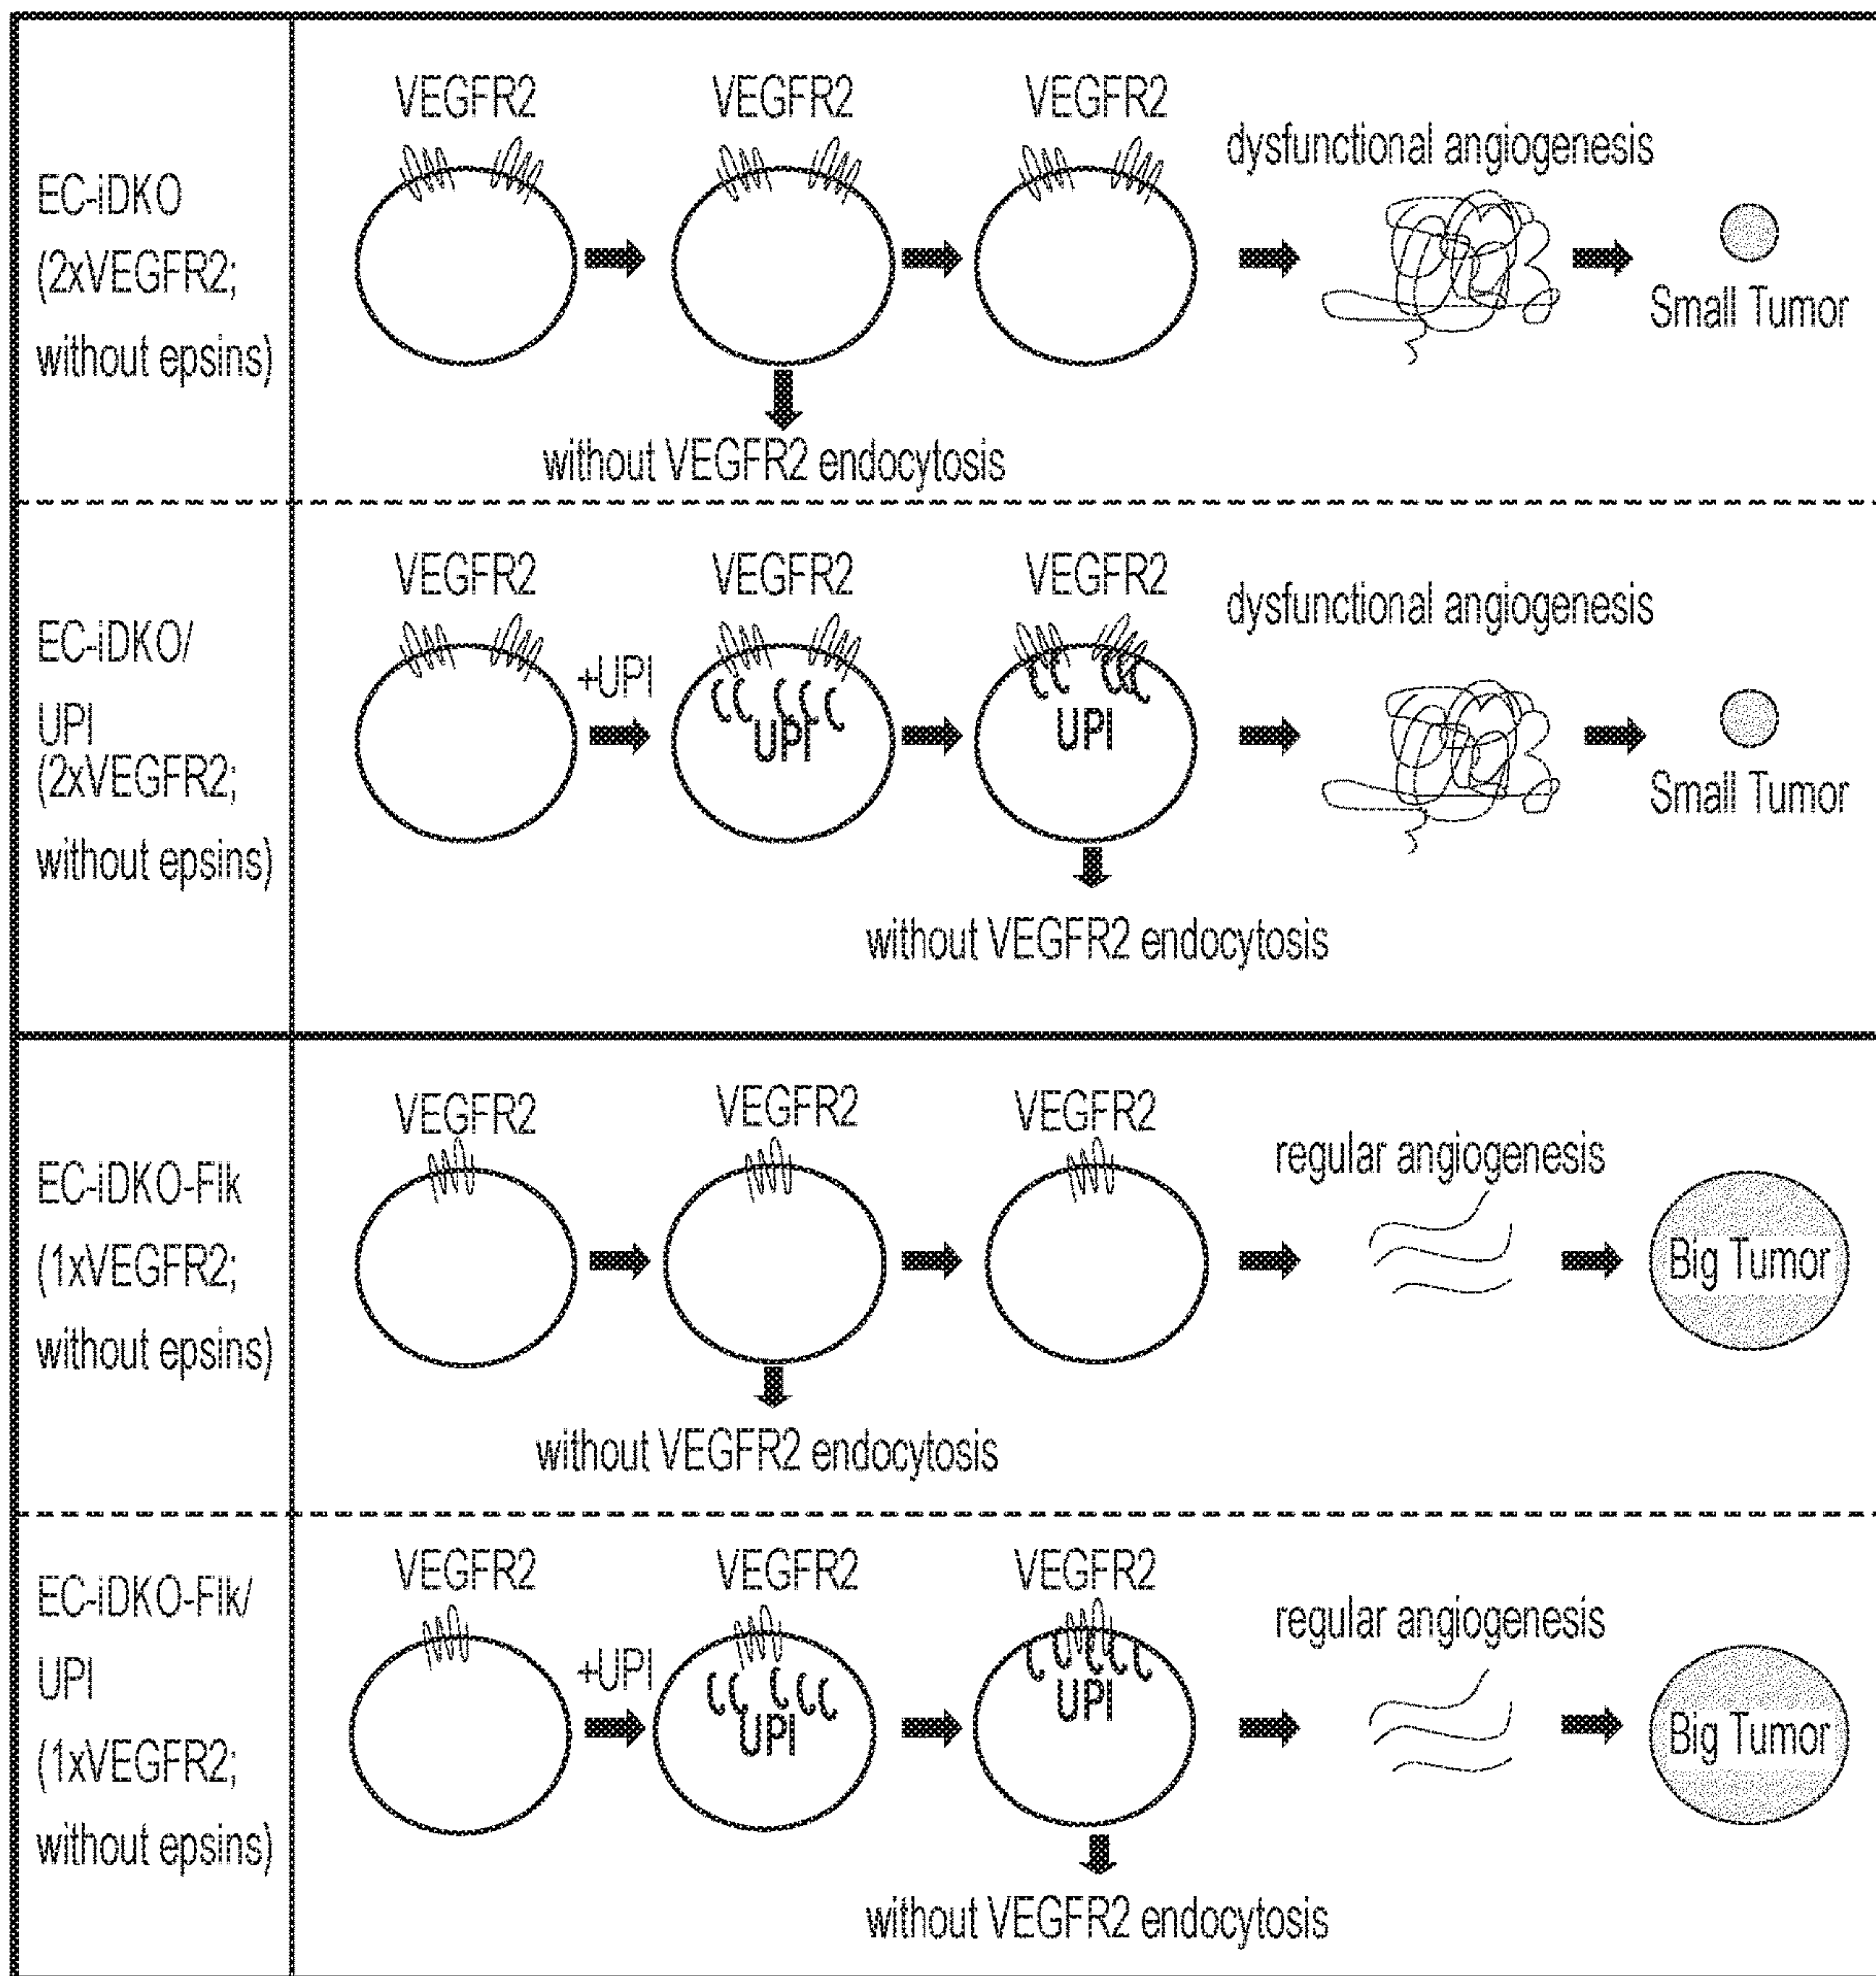 EC-iDKO
(2xVEGFR2;
without epsins)
VEGFR2
VEGFR2
VEGFR2
dysfunctional angiogenesis
Small Tumor
without VEGFR2 endocytosis
EC-iDKO/
UPI
(2xVEGFR2;
without epsins)
VEGFR2
+UPI
VEGFR2
UPI
VEGFR2
UPI
dysfunctional angiogenesis
Small Tumor
without VEGFR2 endocytosis
EC-iDKO-Flk
(1xVEGFR2;
without epsins)
VEGFR2
VEGFR2
VEGFR2
regular angiogenesis
Big Tumor
without VEGFR2 endocytosis
EC-iDKO-Flk/
UPI
(1xVEGFR2;
without epsins)
VEGFR2
+UPI
VEGFR2
UPI
VEGFR2
UPI
regular angiogenesis
Big Tumor
without VEGFR2 endocytosis